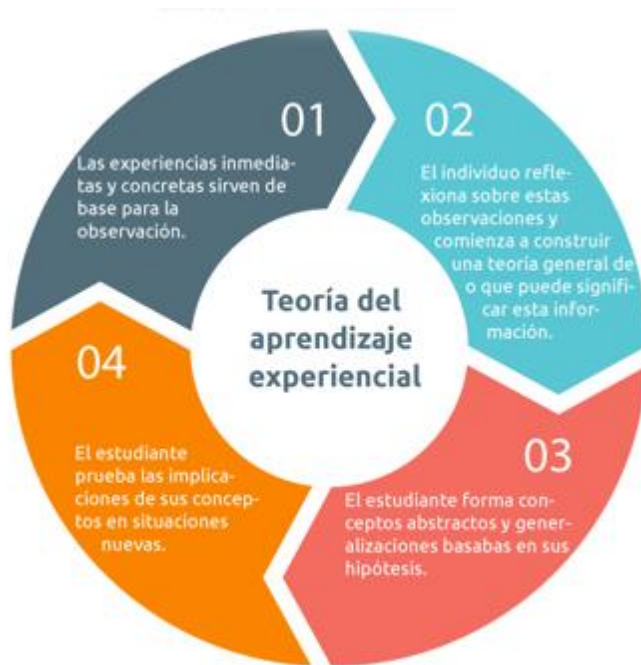 01
Las experiencias inmedia-
tas y concretas sirven de
base para la
observación.
02
El individuo refle-
xiona sobre estas
observaciones y
comienza a construir
una teoría general de
o que puede signifi-
car esta infor-
mación.
Teoría del
aprendizaje
experiencial
03
El estudiante forma con-
ceptos abstractos y gener-
alizaciones basabas en sus
hipótesis.
04
El estudiante
prueba las implica-
ciones de sus concep-
tos en situaciones
nuevas.